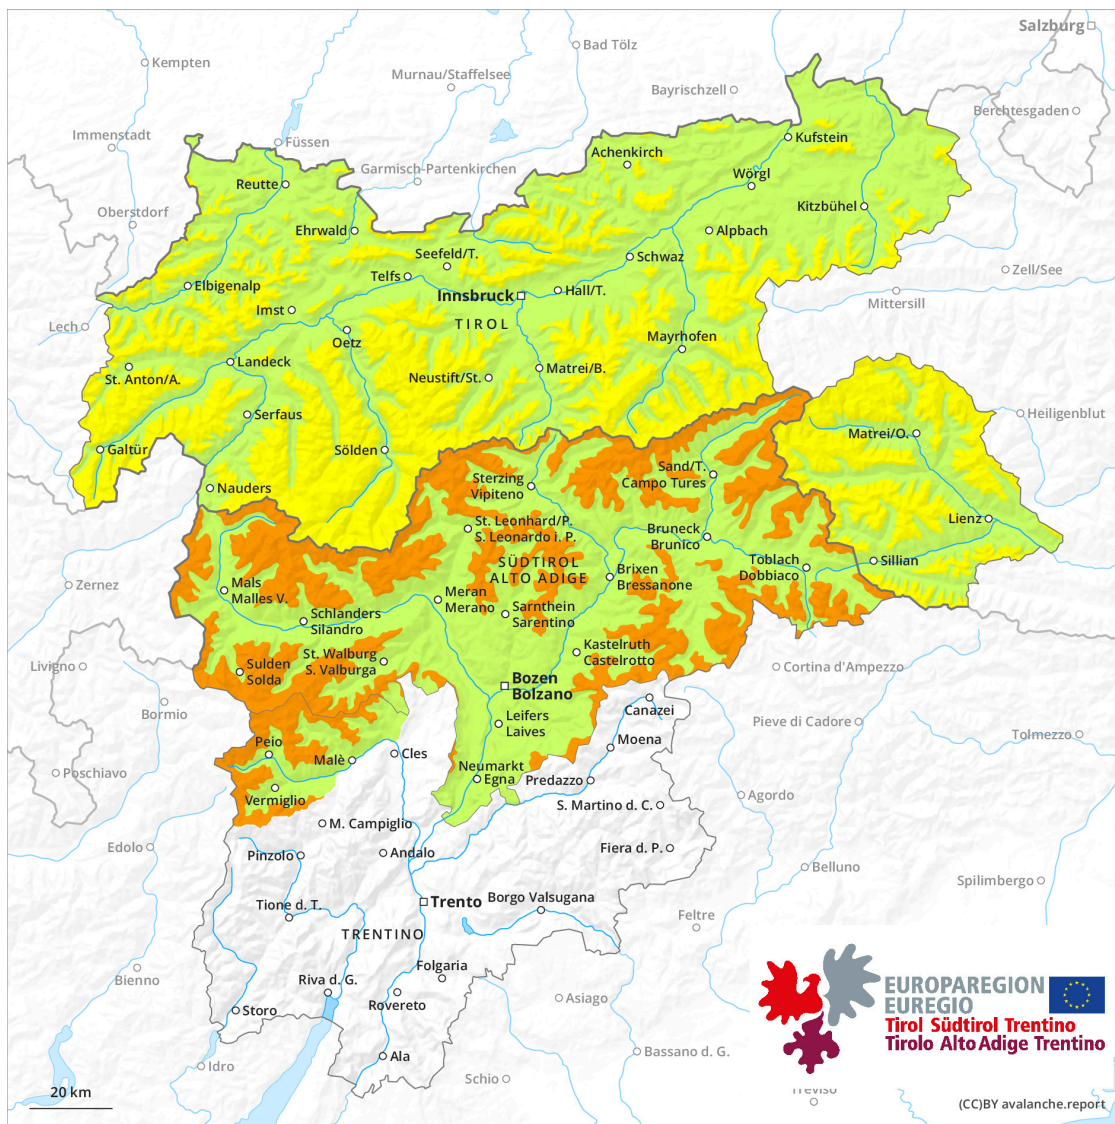 Salzburg
Bad Tölz
Kempten
Murnau/Staffelsee
Bayrischzell
Berchtesgaden
Immenstadt
Füssen
Kufstein
Achenkirch
Garmisch-Partenkirchen
Wörgl
Reutte
Oberstdorf
Kitzbühel
Ehrwald
Alpbach
Seefeld/T.
Schwaz
Zell/See
Telfs
Elbigenalp
Hall/T.
Innsbruck
Mittersill
Imst
TIROL
Lech
Oetz
Mayrhofen
Landeck
Matrei/B.
St. Anton/A.
Neustift/St.
Serfaus
Heiligenblut
Matrei/O.
Galtür
Sölden
Sand/T.
Campo Tures
Sterzing
Vipiteno
Nauders
Lienz
St. Leonhard/P.
S. Leonardo i. P.
Bruneck
Brunico
SÜDTIROL
ALTO ADIGE
Toblach
Dobbiaco
Sillian
Zernez
Mals
Malles V.
Brixen
Bressanone
Meran
Merano
Sarnthein
Sarentino
Schlanders
Silandro
Kastelruth
Castelrotto
St. Walburg
S. Valburga
Livigno
Sulden
Solda
Cortina d'Ampezzo
Bozen
Bolzano
Bormio
Canazei
Leifers
Laives
Pieve di Cadore
Tolmezzo
Peio
Moena
Cles
Malè
Poschiavo
Neumarkt
Egna
Predazzo
Vermiglio
Agordo
S. Martino d. C.
M. Campiglio
Edolo
Pinzolo
Andalo
Fiera d. P.
Belluno
Spilimbergo
Trento
Borgo Valsugana
Tione d. T.
Feltre
TRENTINO
Bienno
Folgaria
Riva d. G.
EUROPAREGION
EUREGIO
Tirol Südtirol Trentino
Tirolo Alto Adige Trentino
Asiago
Rovereto
Storo
Ala
Bassano d. G.
Idro
Schio
Treviso
20 km
(CC)BY avalanche.report